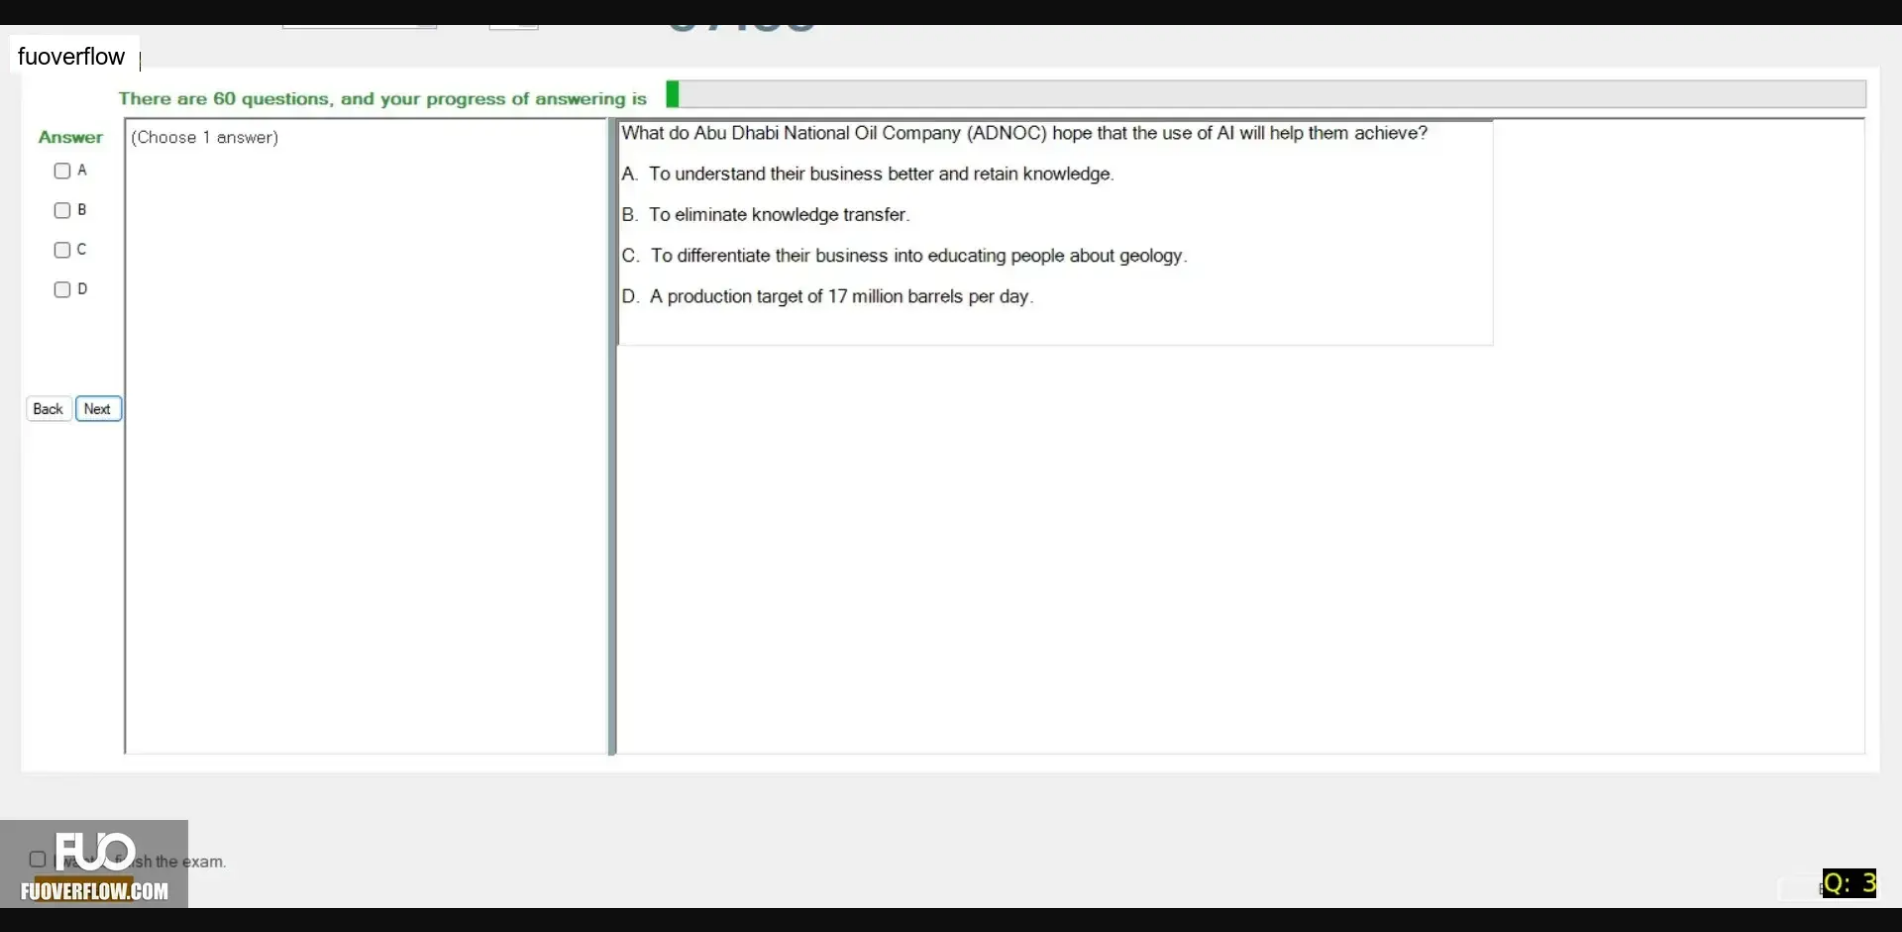 fuoverflow
There are 60 questions, and your progress of answering is
Answer
(Choose 1 answer)
A
B
C
D
Back
Next
What do Abu Dhabi National Oil Company (ADNOC) hope that the use of AI will help them achieve?
A. To understand their business better and retain knowledge.
B. To eliminate knowledge transfer.
C. To differentiate their business into educating people about geology.
D. A production target of 17 million barrels per day.
FUO
the exam.
FUOVERFLOW.COM
Q: 3